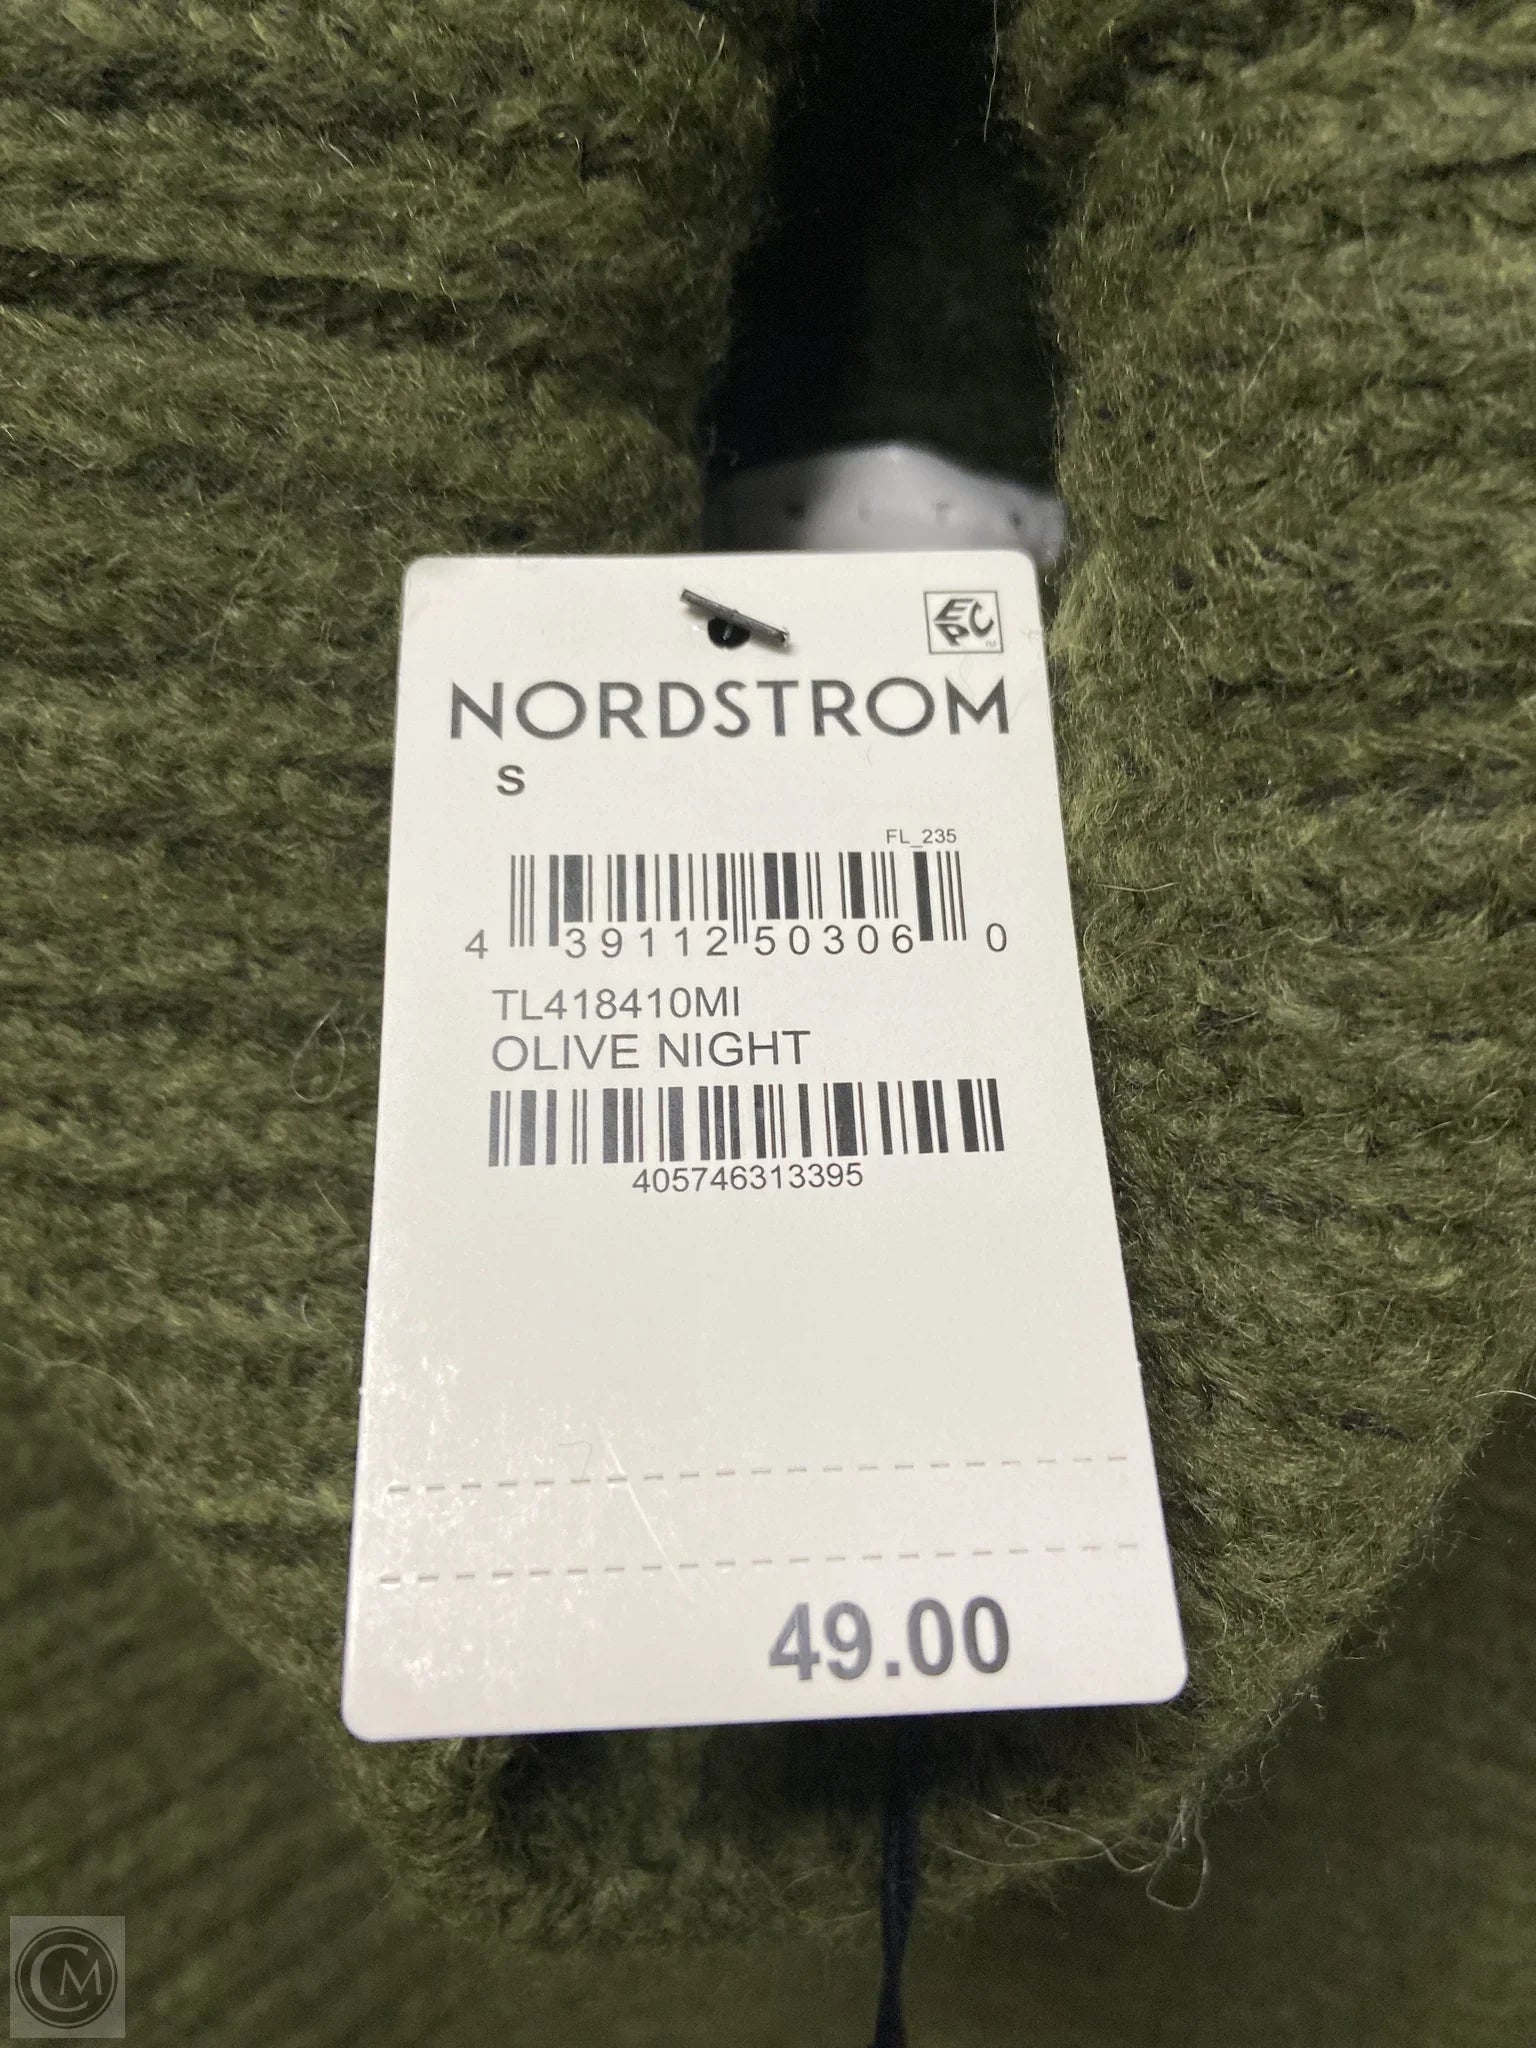 EPC
NORDSTROM
S
FL_235
4 39112 50306 0
TL418410MI
OLIVE NIGHT
405746313395
49.00
CM